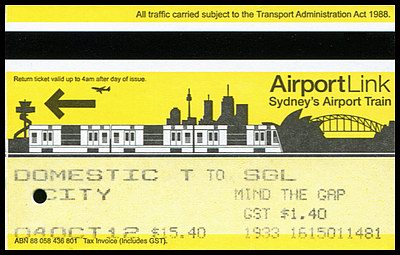 All traffic carried subject to the Transport Administration Act 1988.
Return ticket valid up to 4am after day of issue.
AirportLink
Sydney's Airport Train
DOMESTIC T TO SGL
CITY MIND THE GAP
GST $1.40
04OCT12 $15.40 1933 1615011481
ABN 88 058 436 801 Tax Invoice (Includes GST).